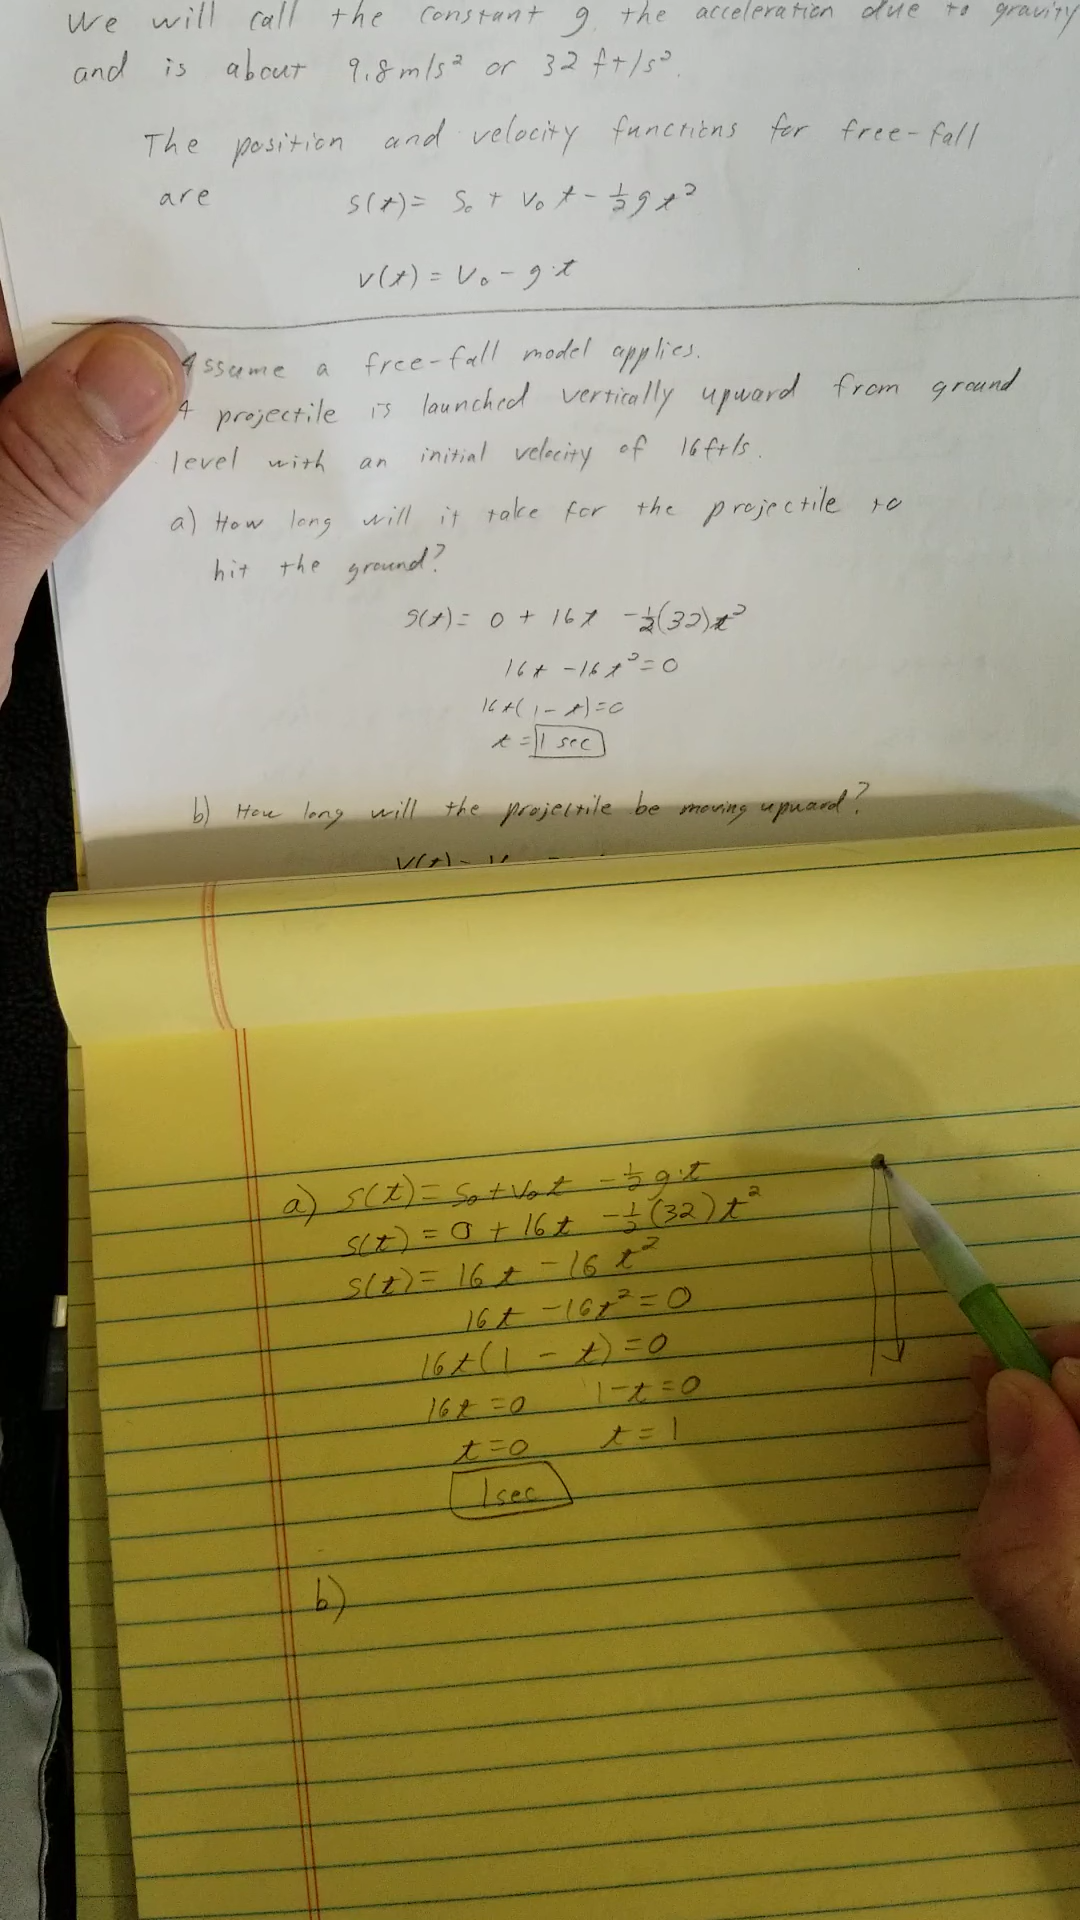 We will call the constant g the acceleration due to gravity
and is about 9.8m/s² or 32 ft/s².
The position and velocity functions for free-fall
are s(t)= S₀ + V₀ t - ½ g t²
v(t) = V₀ - g·t
Assume a free-fall model applies.
A projectile is launched vertically upward from ground
level with an initial velocity of 16ft/s.
a) How long will it take for the projectile to
hit the ground?
s(t)= 0 + 16t -½(32)t²
16t -16t²=0
16t(1-t)=0
t = 1 sec
b) How long will the projectile be moving upward?
a) s(t)= S₀+V₀t -½g·t
s(t) = 0 + 16t -½(32)t²
s(t)= 16t -16t²
16t -16t²=0
16t(1 - t)=0
16t=0 1-t=0
t=0 t=1
1sec
b)